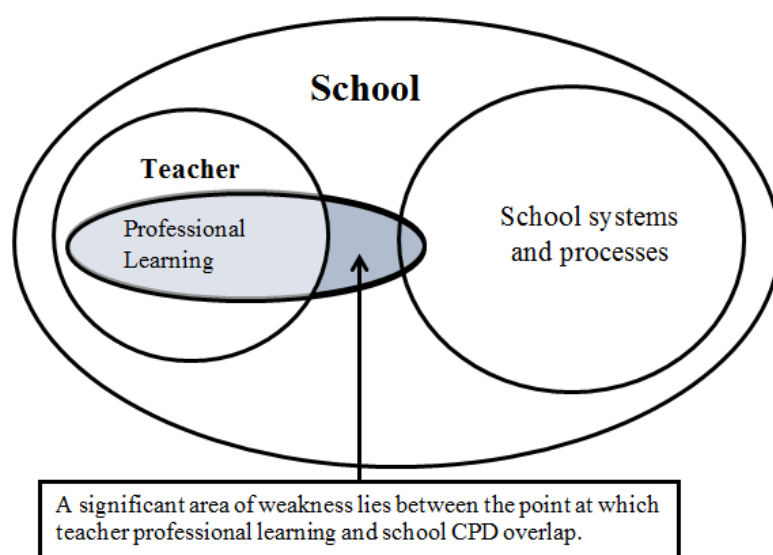 School
Teacher
Professional
Learning
School systems
and processes
A significant area of weakness lies between the point at which
teacher professional learning and school CPD overlap.